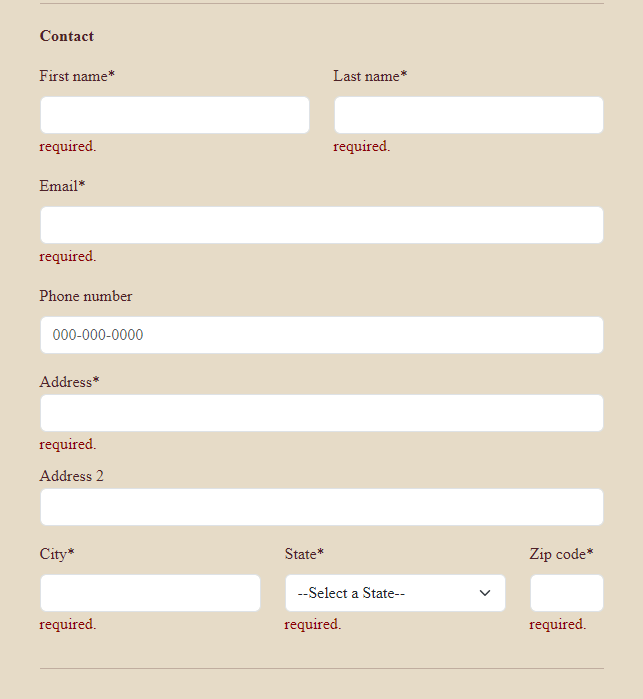 Contact
First name* Last name*
required. required.
Email*
required.
Phone number
000-000-0000
Address*
required.
Address 2
City* State* Zip code*
--Select a State--
required. required. required.